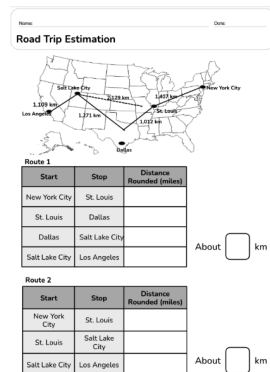 Name:
Date:
Road Trip Estimation
Salt Lake City
New York City
2,129 km
1,407 km
1,109 km
St. Louis
Los Angeles
1,271 km
1,012 km
Dallas
Route 1
Start Stop Distance Rounded (miles)
New York City St. Louis
St. Louis Dallas
Dallas Salt Lake City
Salt Lake City Los Angeles
About km
Route 2
Start Stop Distance Rounded (miles)
New York City St. Louis
St. Louis Salt Lake City
Salt Lake City Los Angeles
About km